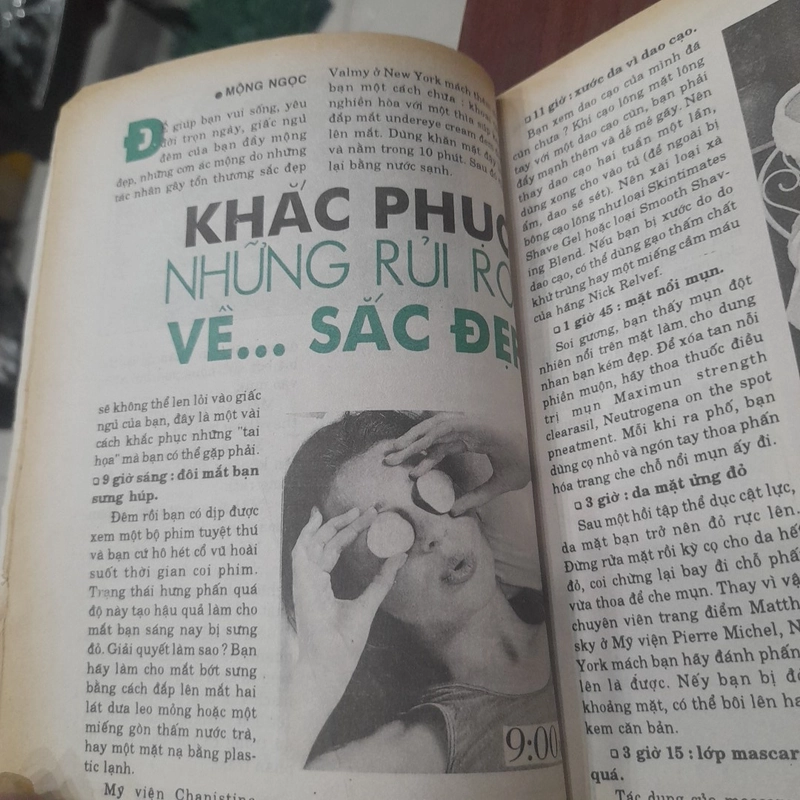 ● MỘNG NGỌC
Để giúp bạn vui sống, yêu
đời trọn ngày, giấc ngủ
đêm của bạn đầy mộng
đẹp, những cơn ác mộng do những
tác nhân gây tổn thương sắc đẹp
Valmy ở New York mách thêm
bạn một cách chữa : khoai
nghiền hòa với một thìa súp
đắp mắt undereye cream đem
lên mắt. Dùng khăn mặt đậy
và nằm trong 10 phút. Sau đó
lại bằng nước sạnh.
KHẮC PHỤC
NHỮNG RỦI RO
VỀ... SẮC ĐẸP
sẽ không thể len lỏi vào giấc
ngủ của bạn, đây là một vài
cách khắc phục những "tai
họa" mà bạn có thể gặp phải.
❑ 9 giờ sáng : đôi mắt bạn
sưng húp.
Đêm rồi bạn có dịp được
xem một bộ phim tuyệt thú
và bạn cứ hò hét cổ vũ hoài
suốt thời gian coi phim.
Trạng thái hưng phấn quá
độ này tạo hậu quả làm cho
mắt bạn sáng nay bị sưng
đỏ. Giải quyết làm sao ? Bạn
hãy làm cho mắt bớt sưng
bằng cách đắp lên mắt hai
lát dưa leo mỏng hoặc một
miếng gòn thấm nước trà,
hay một mặt nạ bằng plas-
tic lạnh.
Mỹ viện Chanistine
9:00
❑ 11 giờ : xước da vì dao cạo.
Bạn xem dao cạo của mình đã
cùn chưa ? Khi cạo lông mặt lông
tay với một dao cạo cùn, bạn phải
đẩy mạnh thêm và dễ mẻ gãy. Nên
thay dao cạo hai tuần một lần,
dùng xong cho vào tủ (để ngoài bị
ẩm, dao sẽ sét). Nên xài loại xà
bông cạo lông như loại Skintimates
Shave Gel hoặc loại Smooth Shav-
ing Blend. Nếu bạn bị xước do do
dao cạo, có thể dùng gạo thấm chất
khử trùng hay một miếng cầm máu
của hãng Nick Relvef.
❑ 1 giờ 45 : mặt nổi mụn.
Soi gương, bạn thấy mụn đột
nhiên nổi trên mặt làm cho dung
nhan bạn kém đẹp. Để xóa tan nỗi
phiền muộn, hãy thoa thuốc điều
trị mụn Maximun strength
clearasil, Neutrogena on the spot
pneatment. Mỗi khi ra phố, bạn
dùng cọ nhỏ và ngón tay thoa phấn
hóa trang che chỗ nổi mụn ấy đi.
❑ 3 giờ : da mặt ửng đỏ
Sau một hồi tập thể dục cật lực,
da mặt bạn trở nên đỏ rực lên.
Đừng rửa mặt rồi kỳ cọ cho da hết
đỏ, coi chừng lại bay đi chỗ phấn
vừa thoa để che mụn. Thay vì vậ
chuyên viên trang điểm Matth
sky ở Mỹ viện Pierre Michel, N
York mách bạn hãy đánh phấn
lên là được. Nếy bạn bị đỏ
khoảng mặt, có thể bôi lên ha
kem căn bản.
❑ 3 giờ 15 : lớp mascar
quá.
Tác dụng của mascar